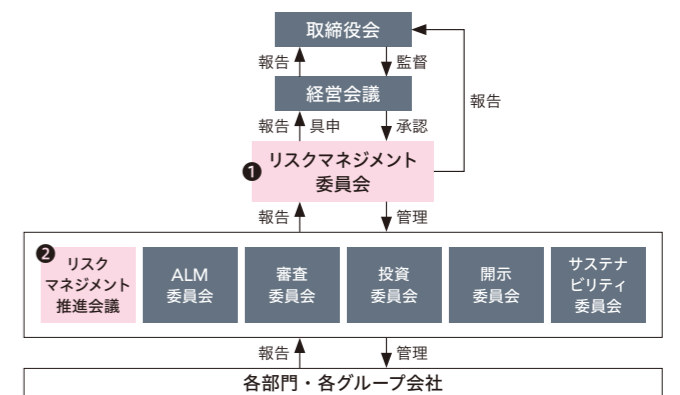 取締役会
報告
監督
経営会議
報告
報告
具申
承認
❶
リスクマネジメント
委員会
報告
管理
❷
リスク
マネジメント
推進会議
ALM
委員会
審査
委員会
投資
委員会
開示
委員会
サステナ
ビリティ
委員会
報告
管理
各部門・各グループ会社